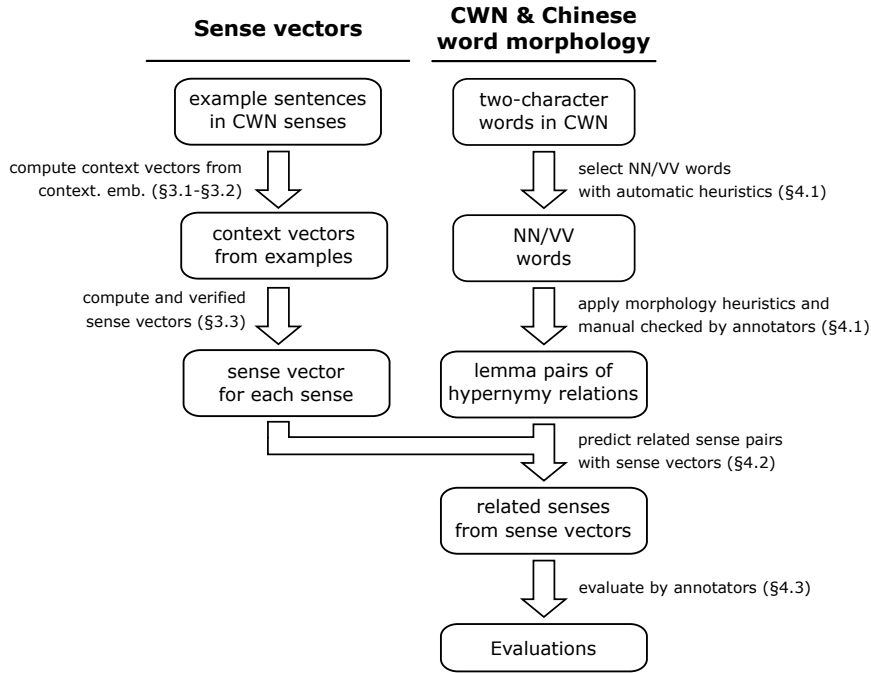 Sense vectors
CWN & Chinese
word morphology
example sentences
in CWN senses
two-character
words in CWN
compute context vectors from
context. emb. (§3.1-§3.2)
select NN/VV words
with automatic heuristics (§4.1)
context vectors
from examples
NN/VV
words
compute and verified
sense vectors (§3.3)
apply morphology heuristics and
manual checked by annotators (§4.1)
sense vector
for each sense
lemma pairs of
hypernymy relations
predict related sense pairs
with sense vectors (§4.2)
related senses
from sense vectors
evaluate by annotators (§4.3)
Evaluations